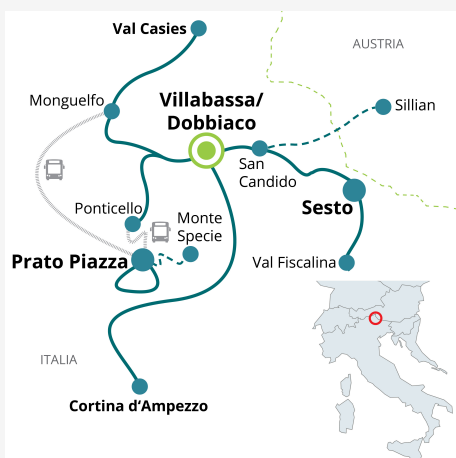 Val Casies
AUSTRIA
Monguelfo
Villabassa/
Dobbiaco
Sillian
San
Candido
Ponticello
Monte
Specie
Sesto
Prato Piazza
Val Fiscalina
ITALIA
Cortina d‘Ampezzo